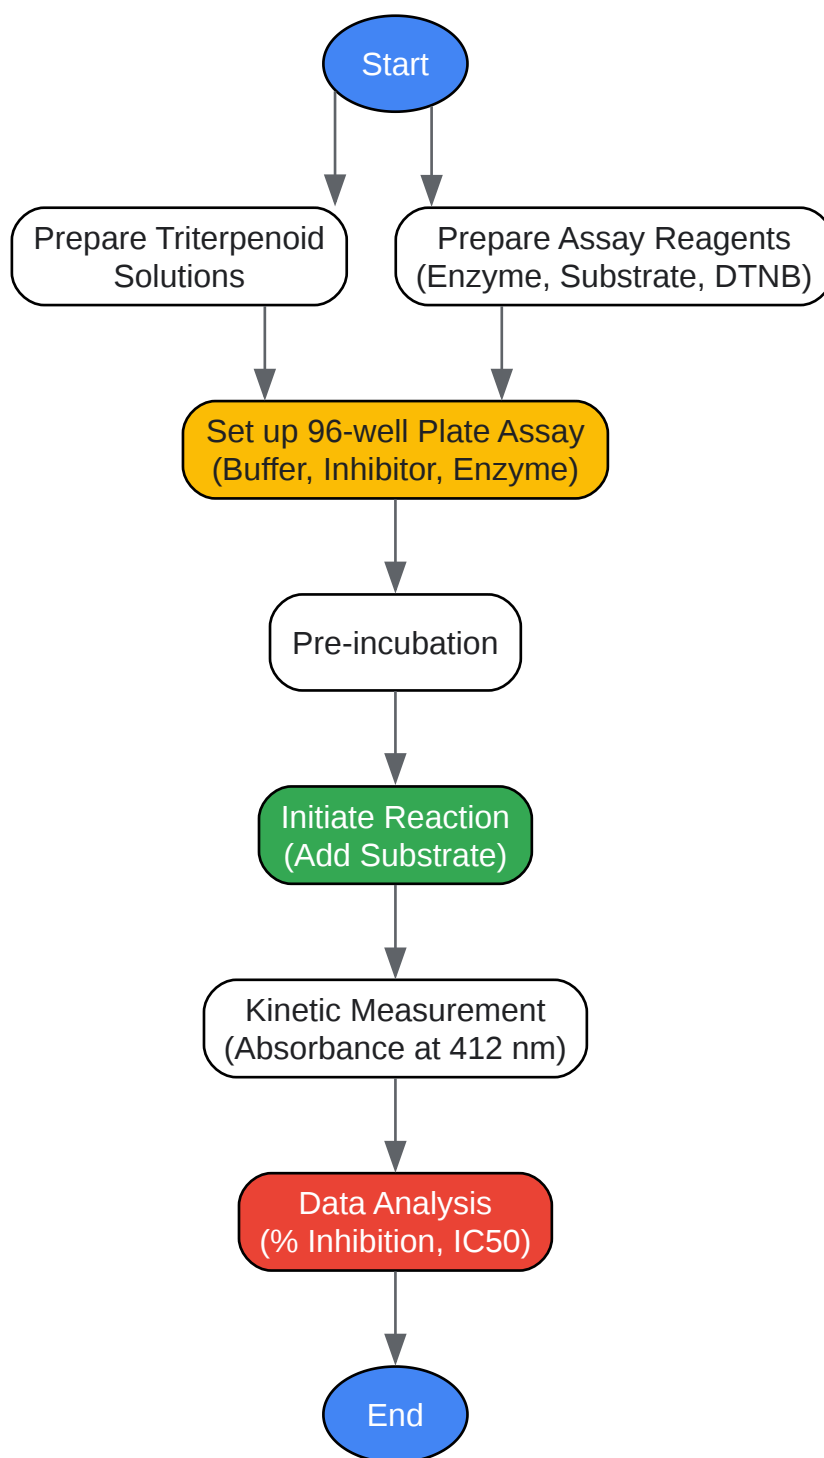 Start
Prepare Triterpenoid
Solutions
Prepare Assay Reagents
(Enzyme, Substrate, DTNB)
Set up 96-well Plate Assay
(Buffer, Inhibitor, Enzyme)
Pre-incubation
Initiate Reaction
(Add Substrate)
Kinetic Measurement
(Absorbance at 412 nm)
Data Analysis
(% Inhibition, IC50)
End